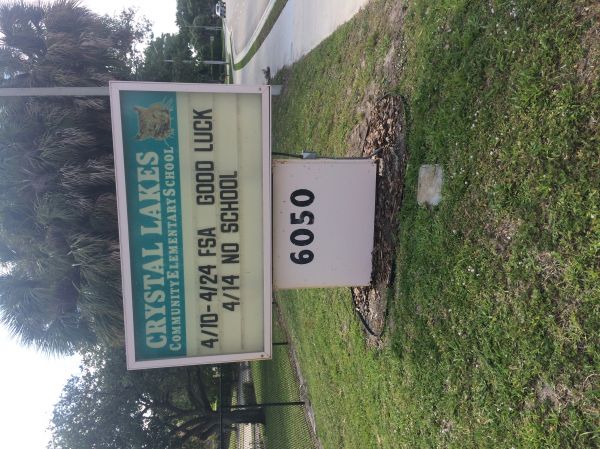 CRYSTAL LAKES
COMMUNITY ELEMENTARY SCHOOL
4/10-4/24 FSA GOOD LUCK
4/14 NO SCHOOL
6050